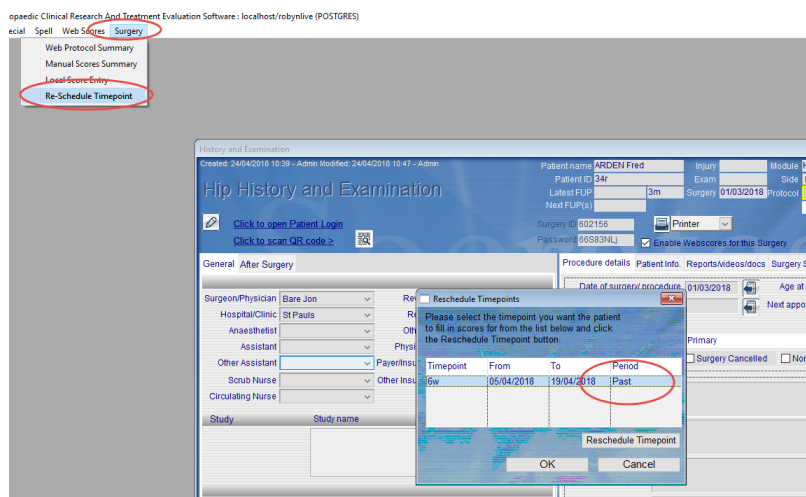 opaedic Clinical Research And Treatment Evaluation Software : localhost/robynlive (POSTGRES)
ecial Spell Web Scores Surgery
Web Protocol Summary
Manual Scores Summary
Local Score Entry
Re-Schedule Timepoint
History and Examination
Created: 24/04/2018 10:39 - Admin Modified: 24/04/2018 10:47 - Admin
Patient name ARDEN Fred Injury Module
Hip History and Examination
Patient ID 34r Exam Side
Latest FUP 3m Surgery 01/03/2018 Protocol
Next FUP(s)
Click to open Patient Login
Surgery ID 602156 Printer
Click to scan QR code >
Password 66S83NLj Enable Webscores for this Surgery
General After Surgery
Procedure details Patient Info. Reports/videos/docs Surgery S
Date of surgery/ procedure 01/03/2018 Age at
Surgeon/Physician Bare Jon Rev
Next appo
Hospital/Clinic St Pauls R
Anaesthetist Oth
Assistant Physi
Other Assistant Payer/Insu
Scrub Nurse Other Insu
Circulating Nurse
Study Study name
Reschedule Timepoints
Please select the timepoint you want the patient
to fill in scores for from the list below and click
the Reschedule Timepoint button.
Timepoint From To Period
6w 05/04/2018 19/04/2018 Past
Reschedule Timepoint
OK Cancel
Primary
Surgery Cancelled Nor